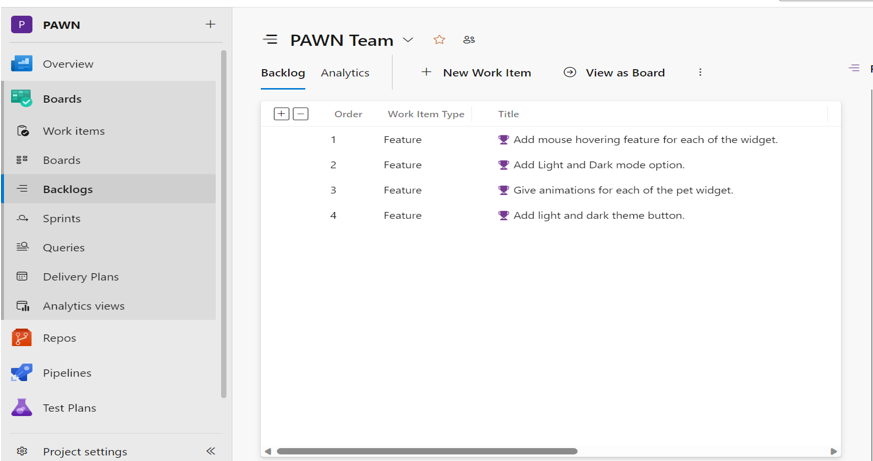 P PAWN
Overview
Boards
Work items
Boards
Backlogs
Sprints
Queries
Delivery Plans
Analytics views
Repos
Pipelines
Test Plans
Project settings
PAWN Team
Backlog Analytics New Work Item View as Board
Order Work Item Type Title
1 Feature Add mouse hovering feature for each of the widget.
2 Feature Add Light and Dark mode option.
3 Feature Give animations for each of the pet widget.
4 Feature Add light and dark theme button.